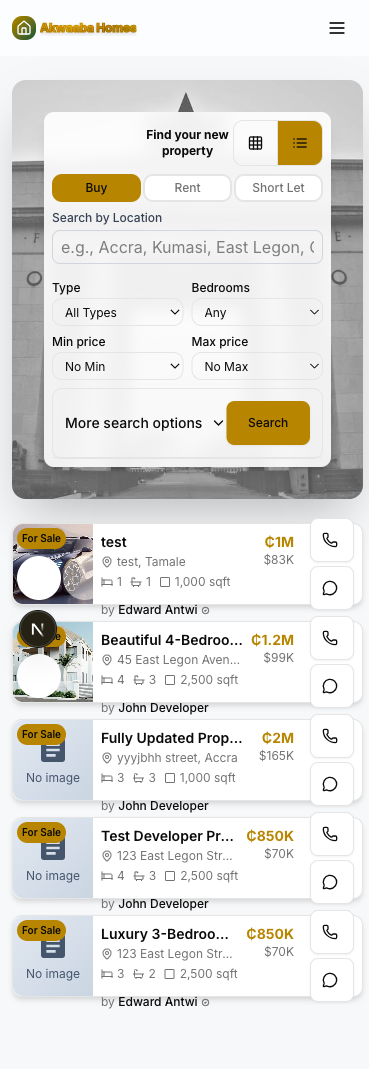 Akwaaba Homes
Find your new
property
Buy
Rent
Short Let
Search by Location
e.g., Accra, Kumasi, East Legon, C
Type
Bedrooms
All Types
Any
Min price
Max price
No Min
No Max
More search options
Search
For Sale
test
₵1M
test, Tamale
$83K
1 1 1,000 sqft
by Edward Antwi
N
Beautiful 4-Bedroo...
₵1.2M
45 East Legon Aven...
$99K
4 3 2,500 sqft
by John Developer
For Sale
No image
Fully Updated Prop...
₵2M
yyyjbhh street, Accra
$165K
3 3 1,000 sqft
by John Developer
For Sale
No image
Test Developer Pr...
₵850K
123 East Legon Str...
$70K
4 3 2,500 sqft
by John Developer
For Sale
No image
Luxury 3-Bedroo...
₵850K
123 East Legon Str...
$70K
3 2 2,500 sqft
by Edward Antwi